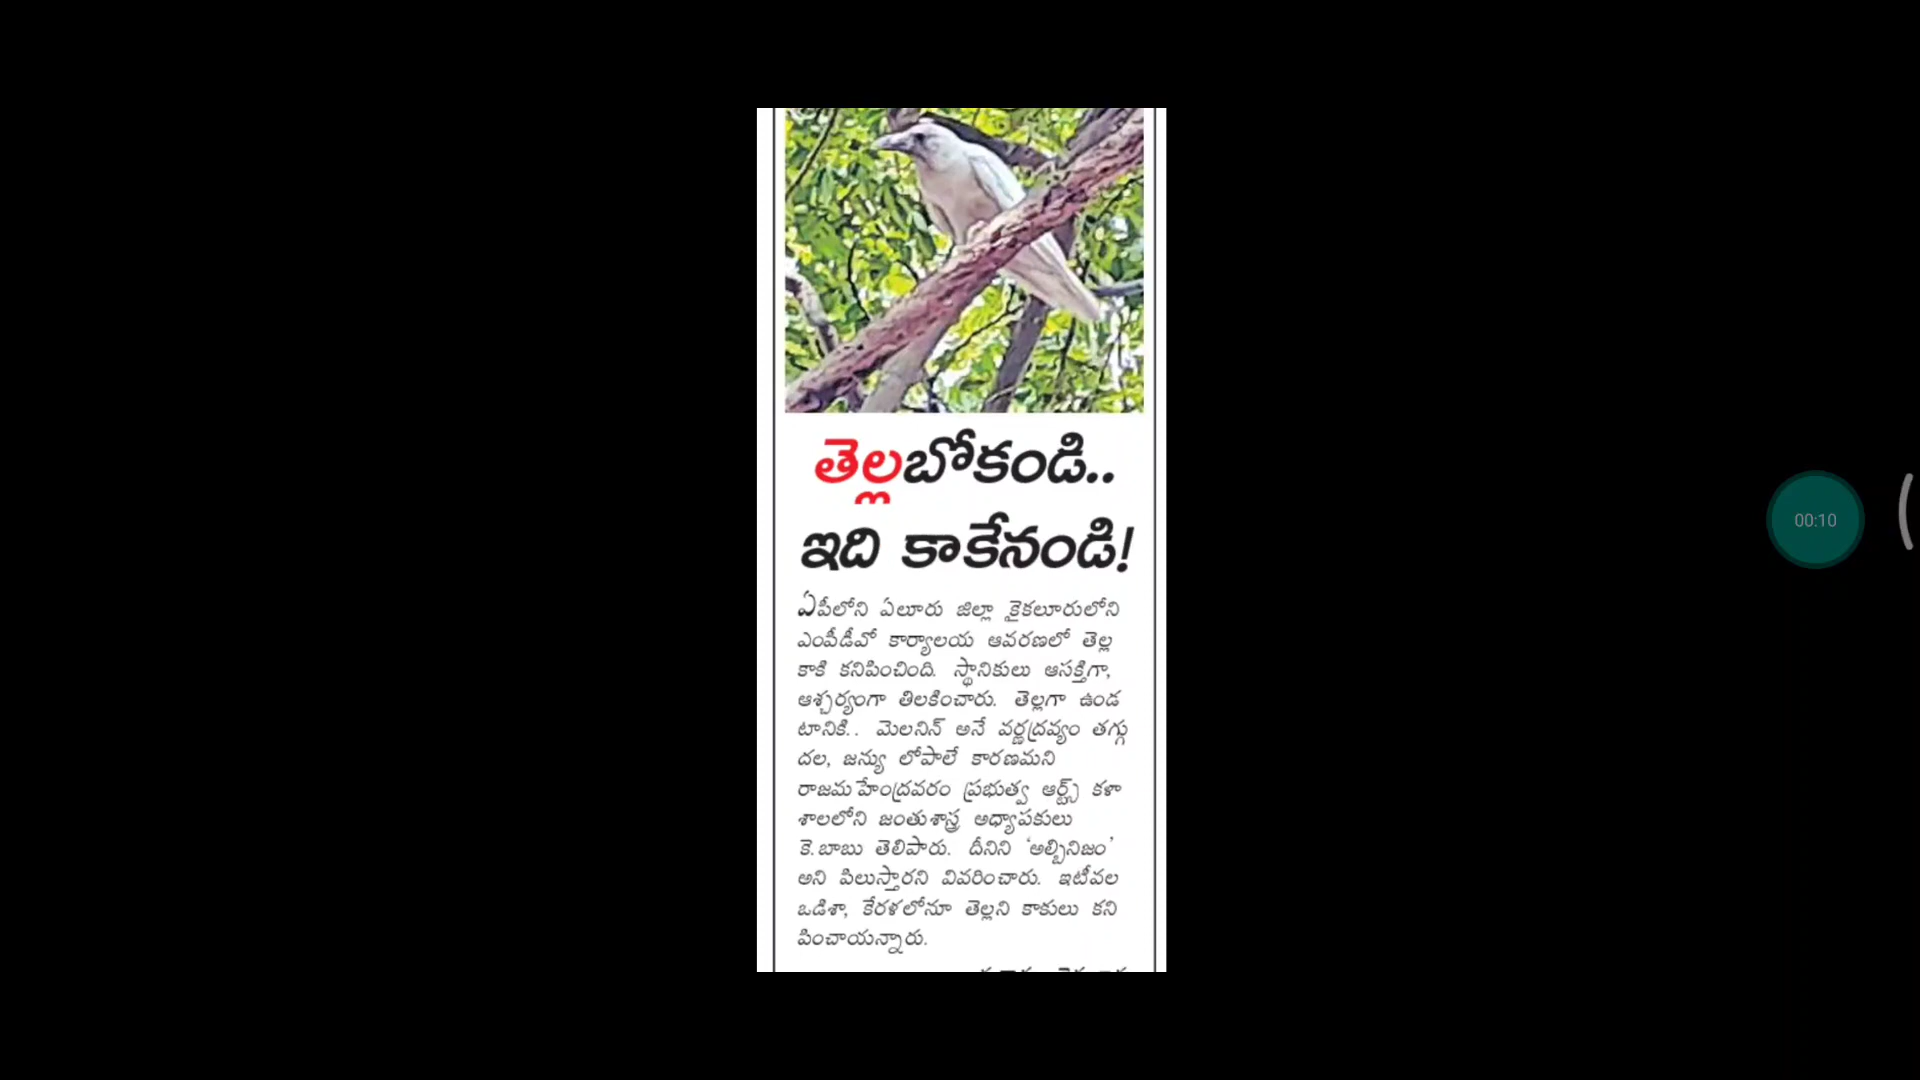 తెల్లబోకండి..
ఇది కాకేనండి!
ఏపీలోని ఏలూరు జిల్లా కైకలూరులోని
ఎంపీడీవో కార్యాలయ ఆవరణలో తెల్ల
కాకి కనిపించింది. స్థానికులు ఆసక్తిగా,
ఆశ్చర్యంగా తిలకించారు. తెల్లగా ఉండ
టానికి.. మెలనిన్ అనే వర్ణద్రవ్యం తగ్గు
దల, జన్యు లోపాలే కారణమని
రాజమహేంద్రవరం ప్రభుత్వ ఆర్ట్స్ కళా
శాలలోని జంతుశాస్త్ర అధ్యాపకులు
కె.బాబు తెలిపారు. దీనిని ‘అల్బినిజం’
అని పిలుస్తారని వివరించారు. ఇటీవల
ఒడిశా, కేరళలోనూ తెల్లని కాకులు కని
పించాయన్నారు.
00:10